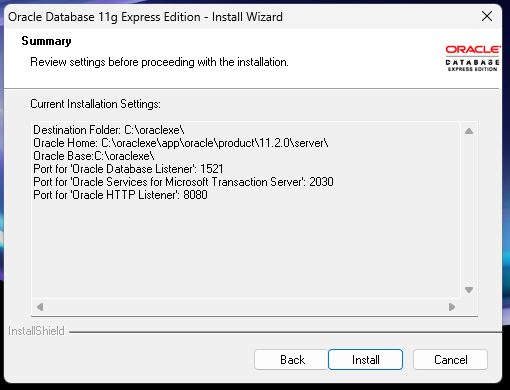 Oracle Database 11g Express Edition - Install Wizard
Summary
Review settings before proceeding with the installation.
ORACLE
DATABASE
EXPRESS EDITION
Current Installation Settings:
Destination Folder: C:\oraclexe\
Oracle Home: C:\oraclexe\app\oracle\product\11.2.0\server\
Oracle Base:C:\oraclexe\
Port for 'Oracle Database Listener': 1521
Port for 'Oracle Services for Microsoft Transaction Server': 2030
Port for 'Oracle HTTP Listener': 8080
InstallShield
Back
Install
Cancel